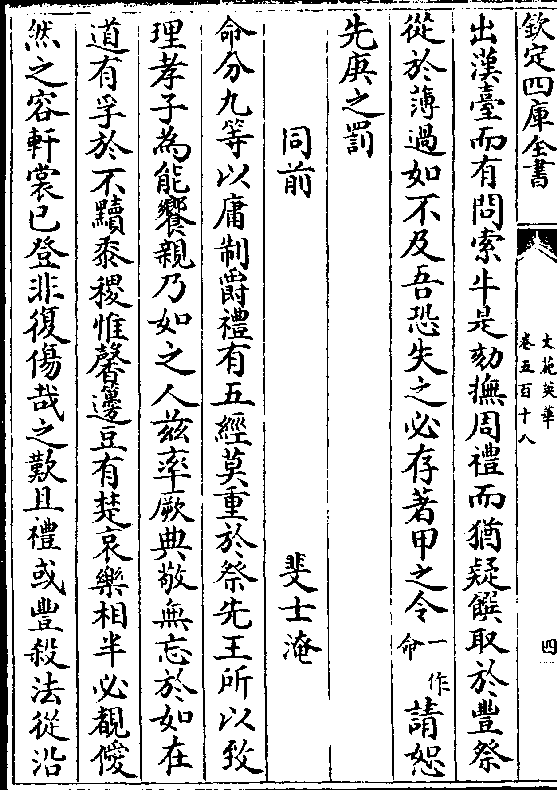 欽定四庫全書
文苑英華
卷五百十八
四
出漢臺而有問索牛是劾撫周禮而猶疑饌取於豐祭
從於薄過如不及吾恐失之必存著甲之令一作命請恕
先庚之罰
同前
斐士淹
命分九等以庸制爵禮有五經莫重於祭先王所以致
理孝子為能饗親乃如之人兹率厥典敬無忘於如在
道有孚於不黷黍稷惟馨籩豆有楚哀樂相半必覩僾
然之容軒裳已登非復傷哉之歎且禮或豐殺法從沿